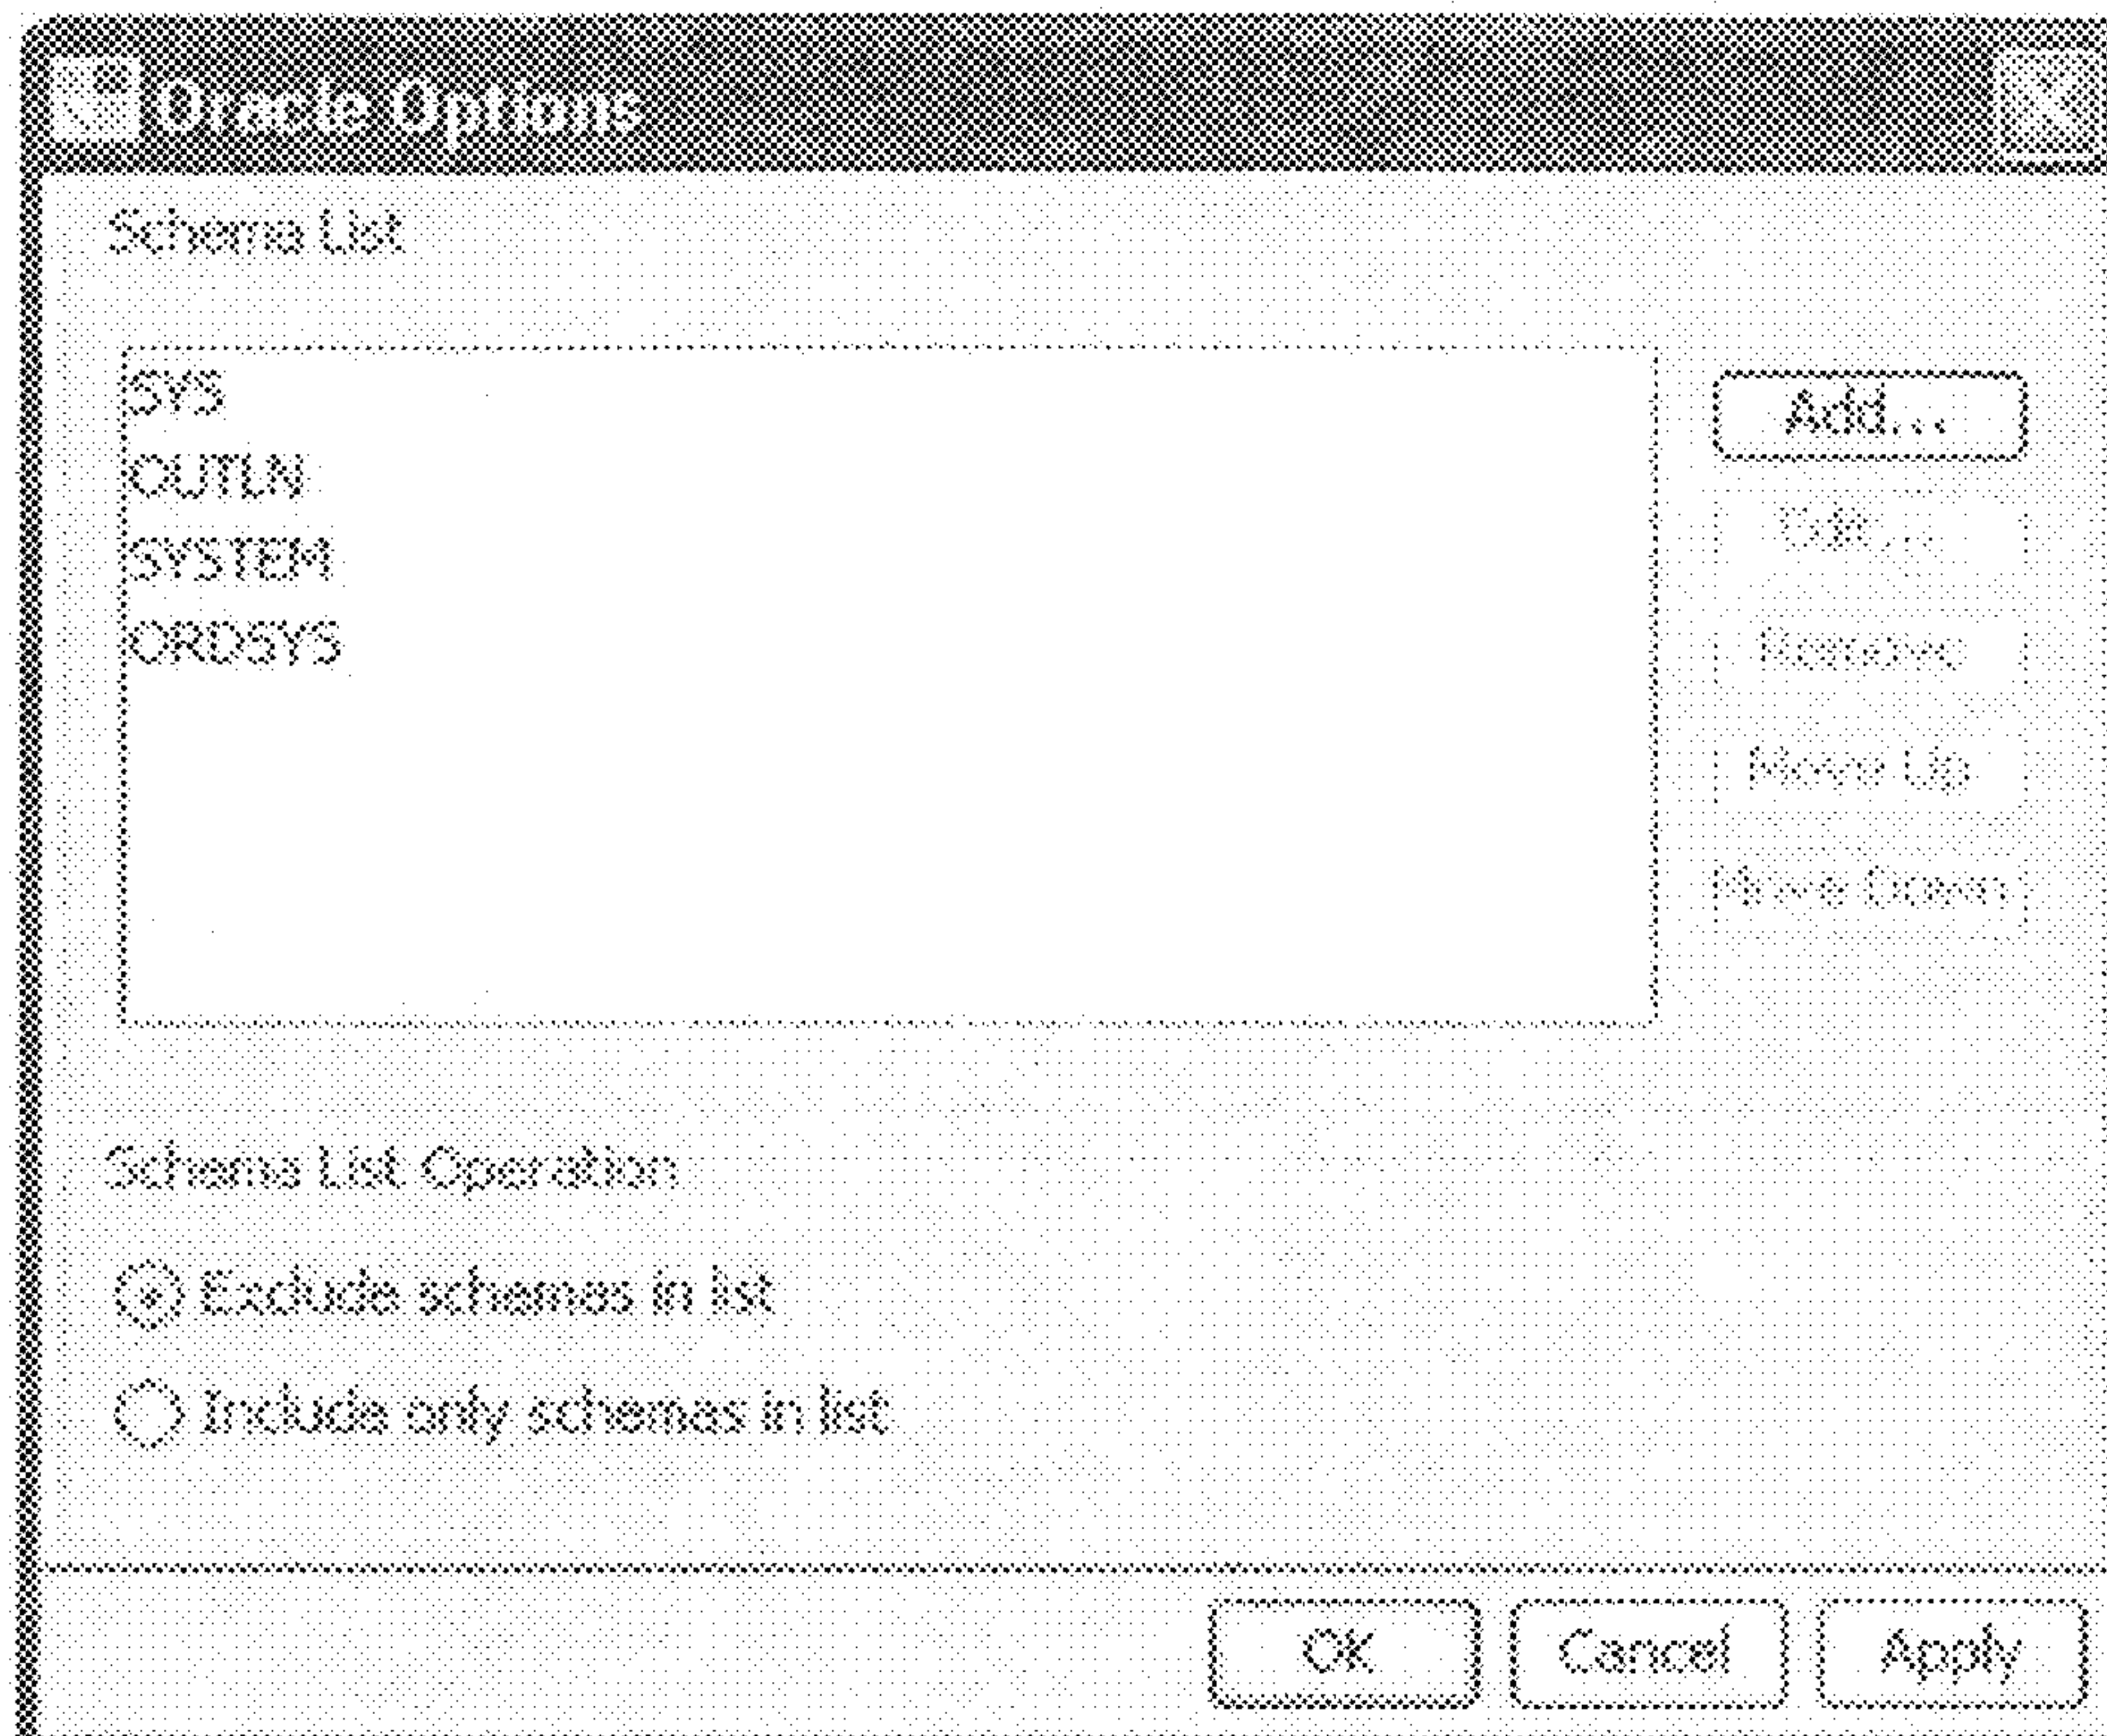 Oracle Options
Schema List
SYS
OUTLN
SYSTEM
ORDSYS
Add...
Edit...
Remove
Move Up
Move Down
Schema List Operation
Exclude schemas in list
Include only schemas in list
OK
Cancel
Apply